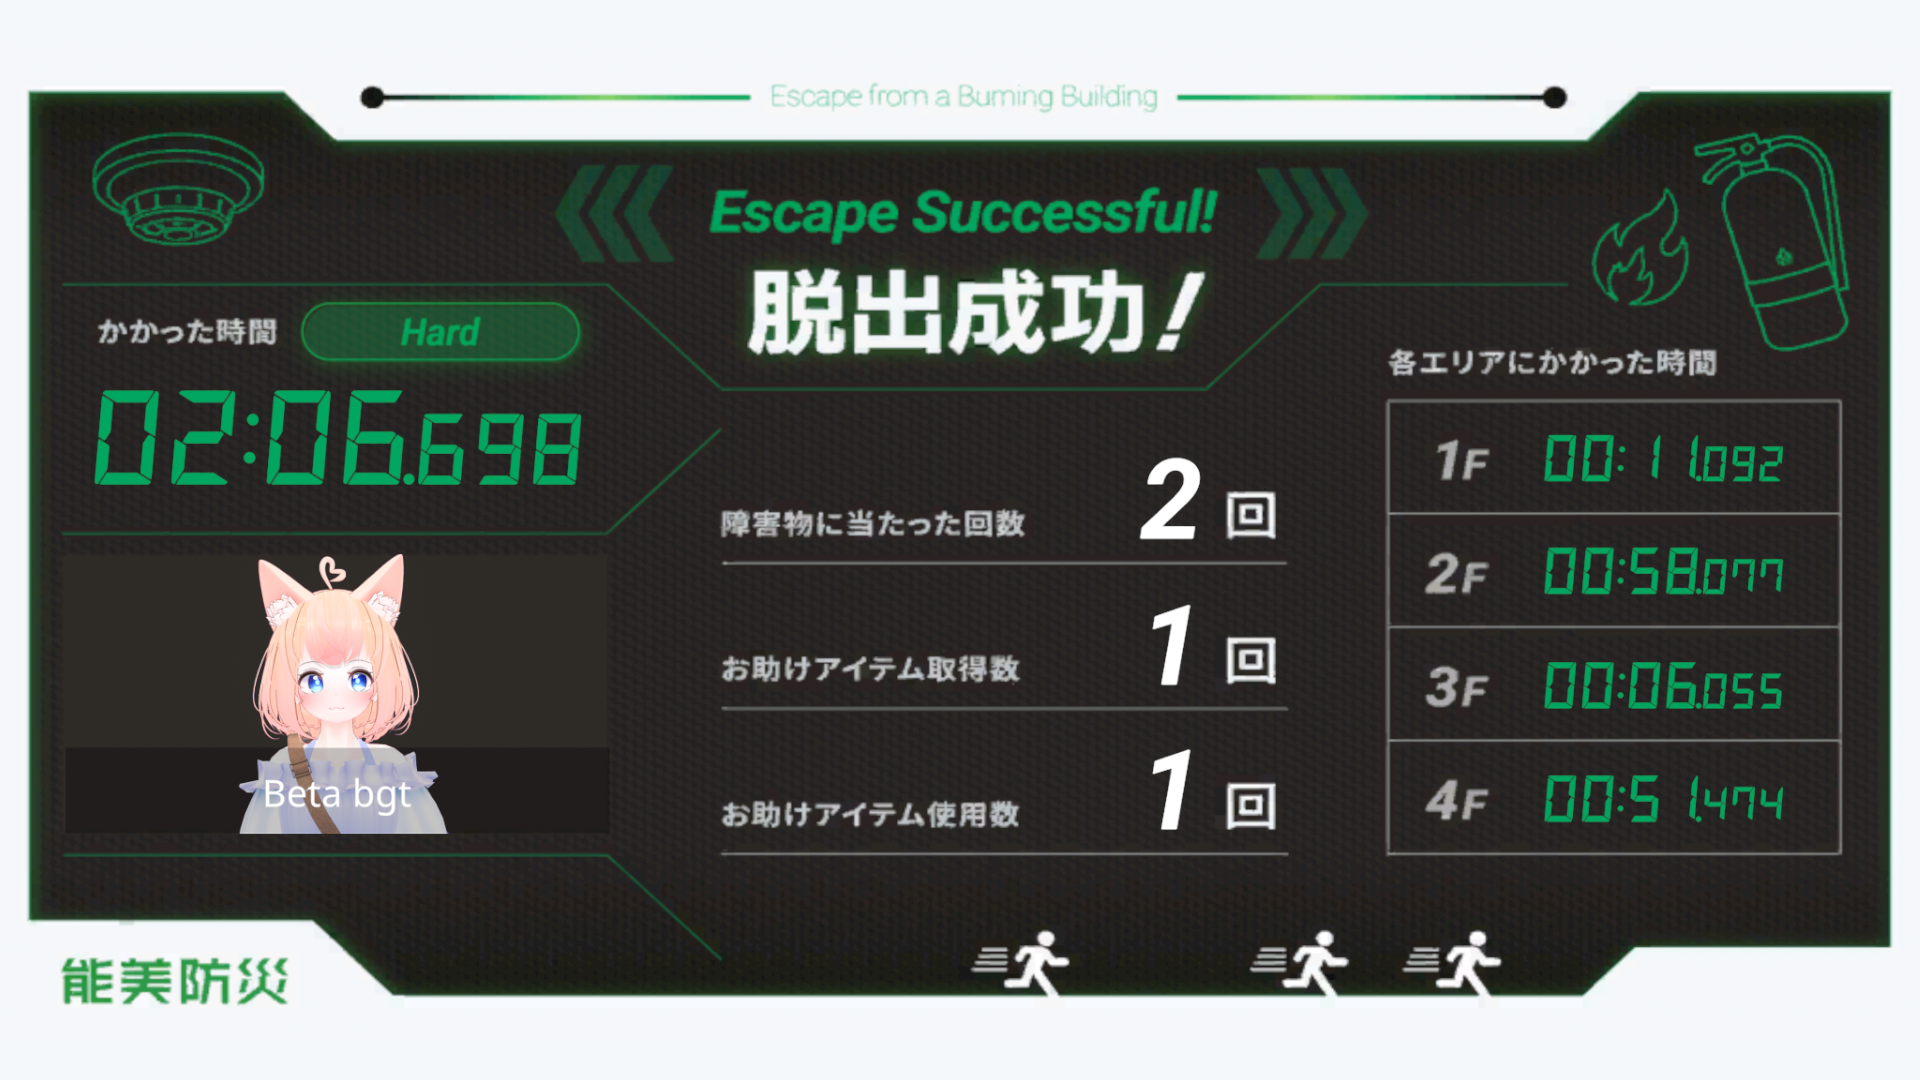 Escape from a Burning Building
Escape Successful!
脱出成功!
かかった時間
Hard
02:06.698
Beta bgt
障害物に当たった回数
2回
お助けアイテム取得数
1回
お助けアイテム使用数
1回
各エリアにかかった時間
1F 00:11.092
2F 00:58.077
3F 00:06.055
4F 00:51.474
能美防災